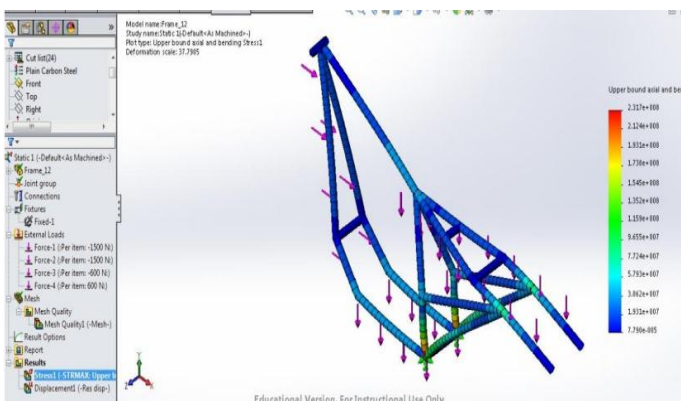 Model name:Frame_12
Study name:Static 1(-Default<As Machined>-)
Plot type: Upper bound axial and bending Stress1
Deformation scale: 37.7905
Cut list(24)
Plain Carbon Steel
Front
Top
Right
Static 1 (-Default<As Machined>-)
Frame_12
Joint group
Connections
Fixtures
Fixed-1
External Loads
Force-1 (:Per item: -1500 N:)
Force-2 (:Per item: -1500 N:)
Force-3 (:Per item: -600 N:)
Force-4 (:Per item: 600 N:)
Mesh
Mesh Quality
Mesh Quality1 (-Mesh-)
Result Options
Report
Results
Stress1 (-STRMAX: Upper
Displacement1 (-Res disp-)
Upper bound axial and be
2.317e+008
2.124e+008
1.931e+008
1.738e+008
1.545e+008
1.352e+008
1.159e+008
9.655e+007
7.724e+007
5.793e+007
3.862e+007
1.931e+007
7.790e-005
Educational Version. For Instructional Use Only